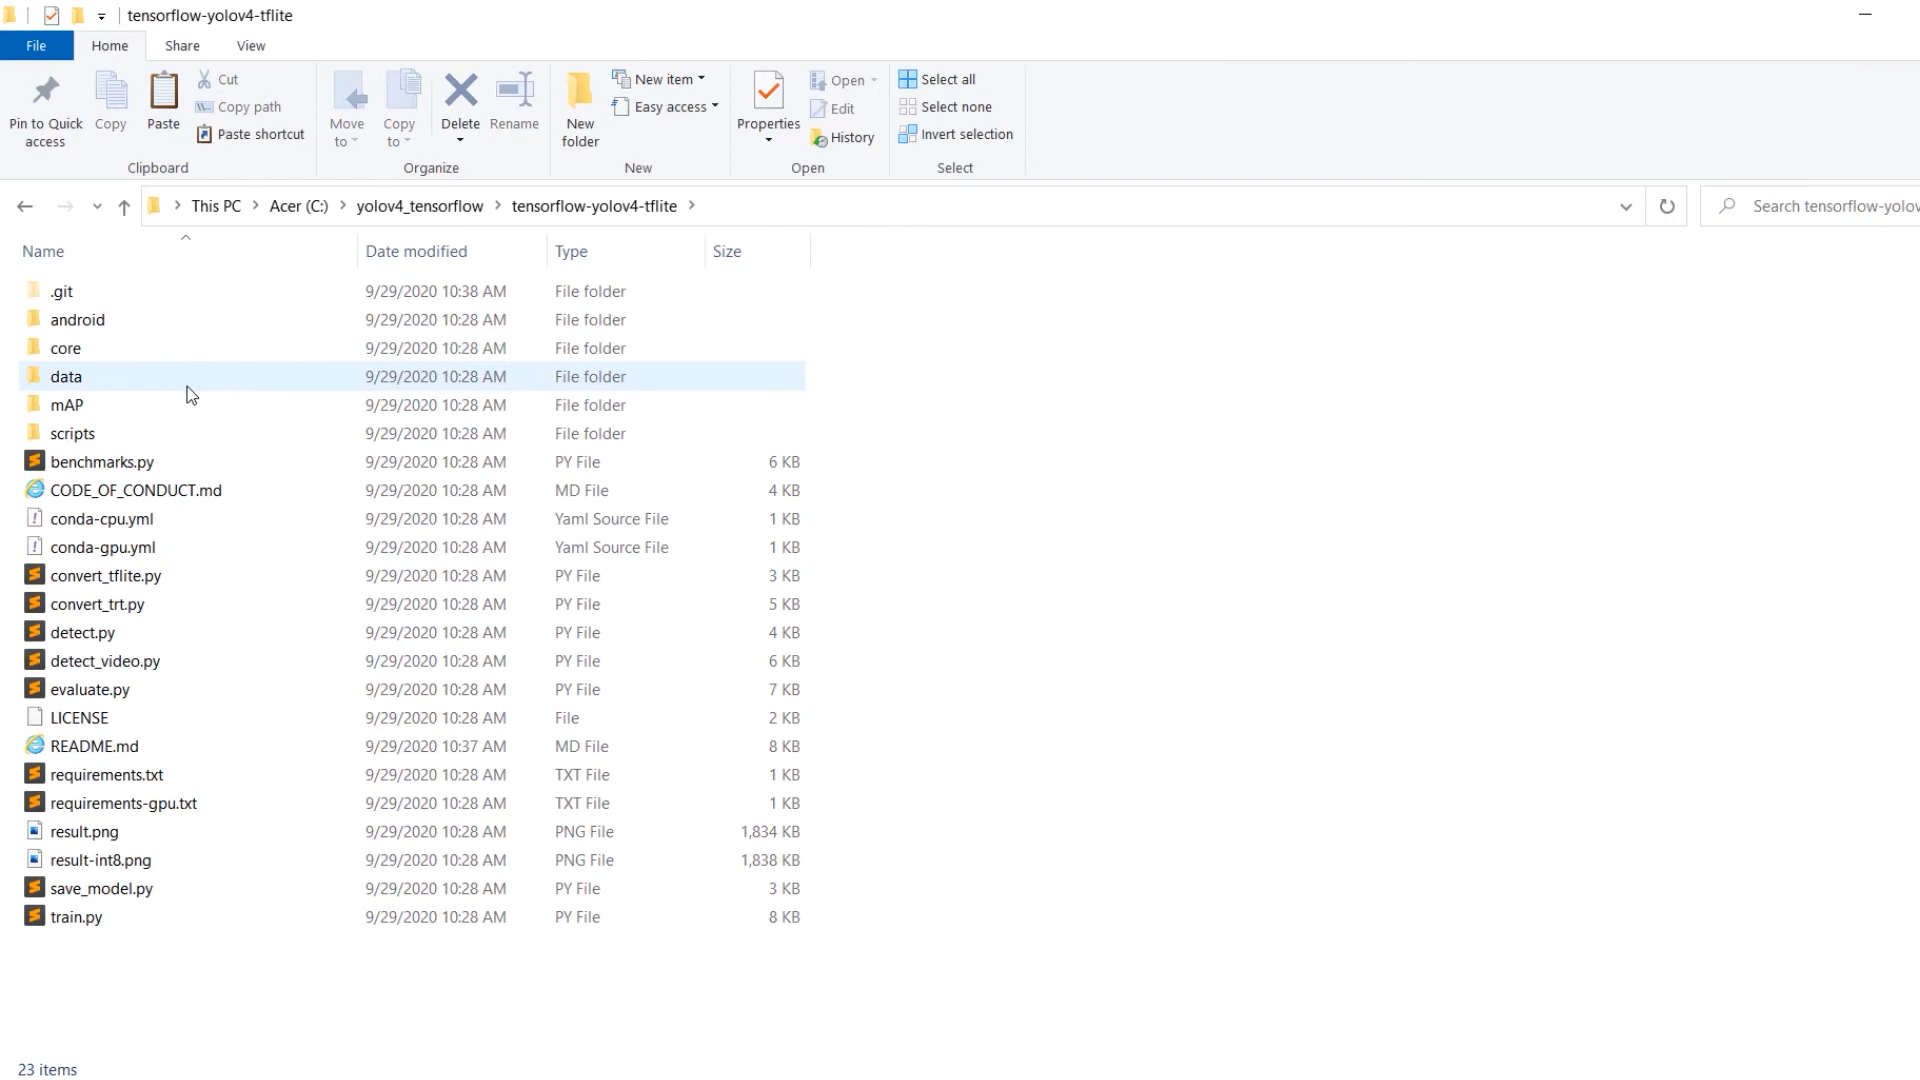 tensorflow-yolov4-tflite
File Home Share View
Pin to Quick access
Copy
Paste
Cut
Copy path
Paste shortcut
Clipboard
Move to
Copy to
Delete
Rename
Organize
New folder
New item
Easy access
New
Properties
Open
Edit
History
Open
Select all
Select none
Invert selection
Select
This PC Acer (C:) yolov4_tensorflow tensorflow-yolov4-tflite
Search tensorflow-yolov
Name Date modified Type Size
.git 9/29/2020 10:38 AM File folder
android 9/29/2020 10:28 AM File folder
core 9/29/2020 10:28 AM File folder
data 9/29/2020 10:28 AM File folder
mAP 9/29/2020 10:28 AM File folder
scripts 9/29/2020 10:28 AM File folder
benchmarks.py 9/29/2020 10:28 AM PY File 6 KB
CODE_OF_CONDUCT.md 9/29/2020 10:28 AM MD File 4 KB
conda-cpu.yml 9/29/2020 10:28 AM Yaml Source File 1 KB
conda-gpu.yml 9/29/2020 10:28 AM Yaml Source File 1 KB
convert_tflite.py 9/29/2020 10:28 AM PY File 3 KB
convert_trt.py 9/29/2020 10:28 AM PY File 5 KB
detect.py 9/29/2020 10:28 AM PY File 4 KB
detect_video.py 9/29/2020 10:28 AM PY File 6 KB
evaluate.py 9/29/2020 10:28 AM PY File 7 KB
LICENSE 9/29/2020 10:28 AM File 2 KB
README.md 9/29/2020 10:37 AM MD File 8 KB
requirements.txt 9/29/2020 10:28 AM TXT File 1 KB
requirements-gpu.txt 9/29/2020 10:28 AM TXT File 1 KB
result.png 9/29/2020 10:28 AM PNG File 1,834 KB
result-int8.png 9/29/2020 10:28 AM PNG File 1,838 KB
save_model.py 9/29/2020 10:28 AM PY File 3 KB
train.py 9/29/2020 10:28 AM PY File 8 KB
23 items